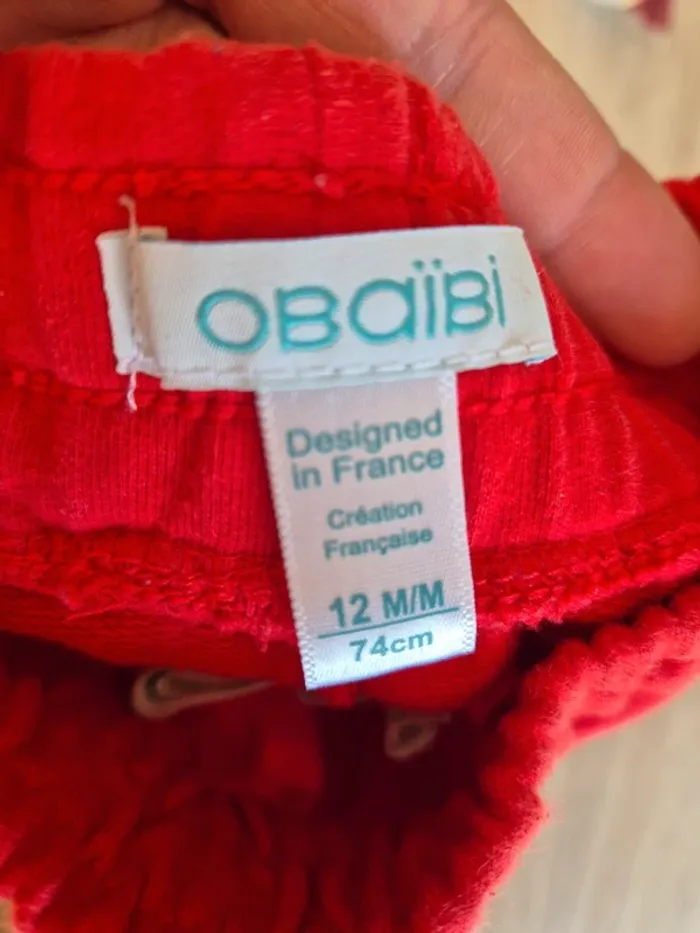 OBaïBi
Designed
in France
Création
Française
12 M/M
74cm